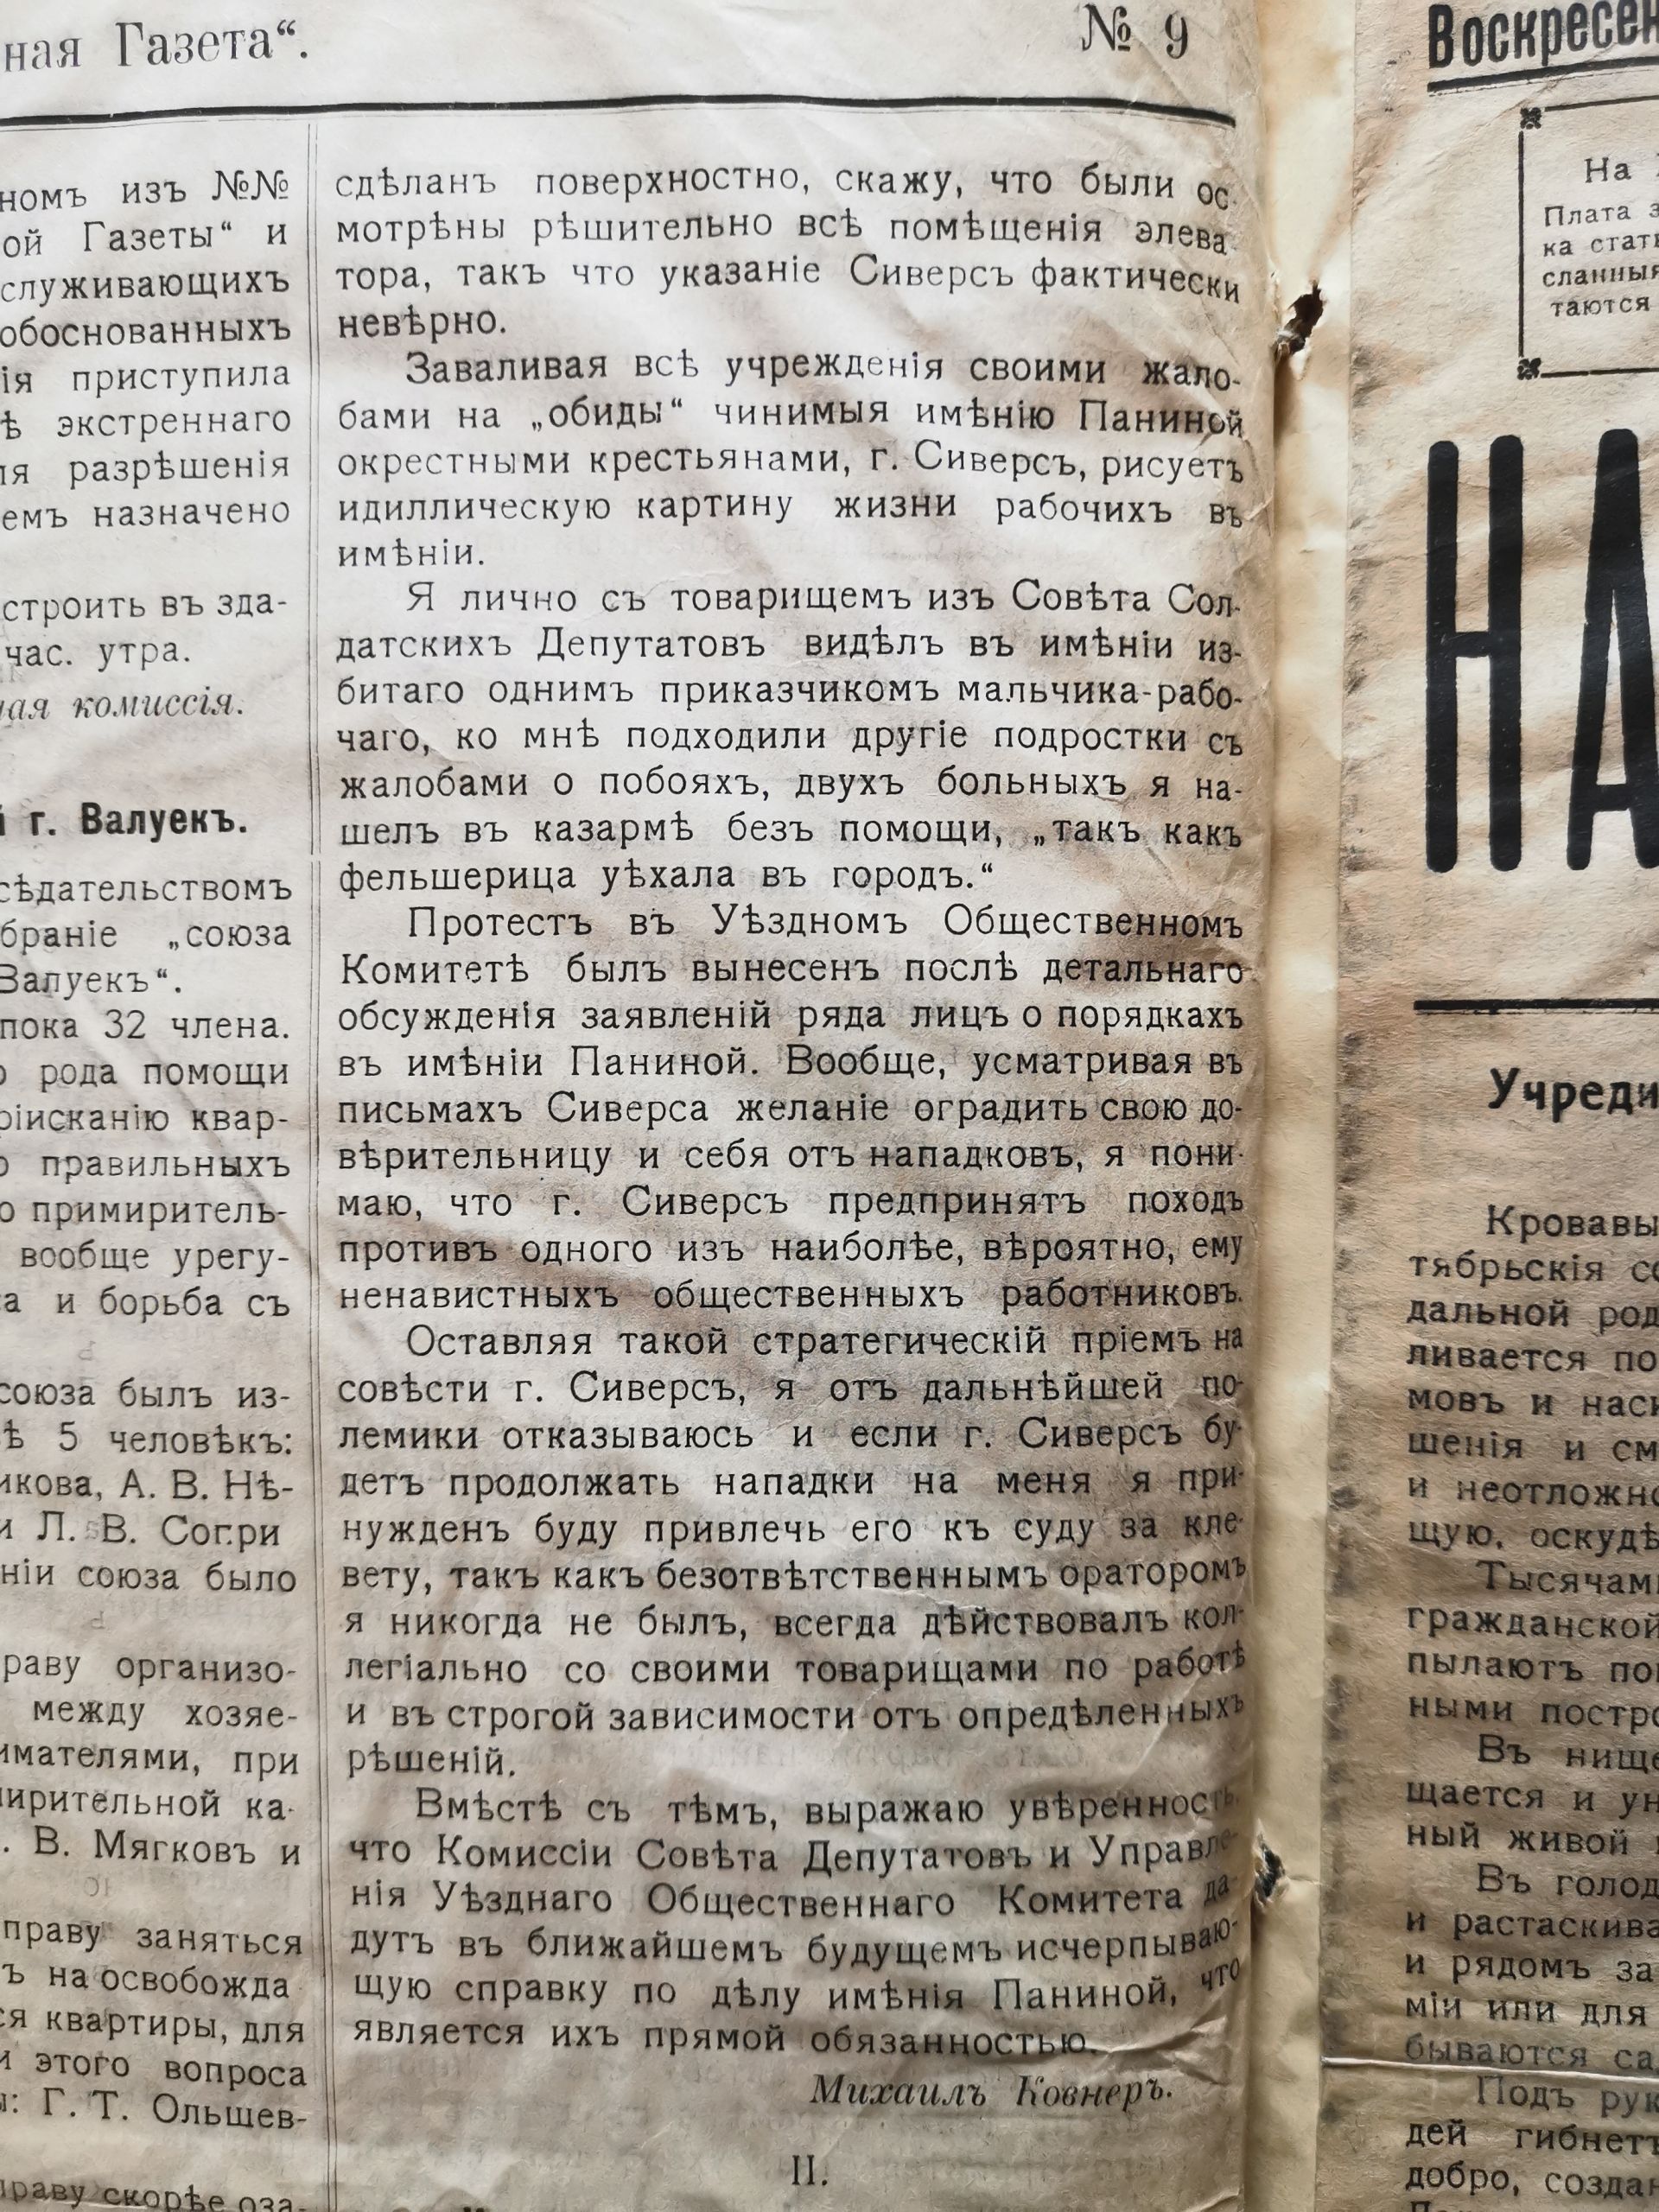 ная Газета“.
№ 9
номъ изъ №№
ой Газеты“ и
служивающихъ
обоснованныхъ
ія приступила
ѣ экстреннаго
ія разрѣшенія
емъ назначено
строить въ зда-
час. утра.
ная комиссія.
й г. Валуекъ.
сѣдательствомъ
браніе „союза
Валуекъ“.
пока 32 члена.
о рода помощи
ріисканію квар-
о правильныхъ
о примиритель-
вообще урегу-
са и борьба съ
союза былъ из-
ѣ 5 человѣкъ:
икова, А. В. Нѣ-
и Л. В. Согри
ніи союза было
раву организо-
между хозяе-
имателями, при
мирительной ка-
. В. Мягковъ и
праву заняться
ъ на освобожда
ся квартиры, для
и этого вопроса
ы: Г. Т. Ольшев-
праву скорѣе оза-
сдѣланъ поверхностно, скажу, что были ос-
мотрѣны рѣшительно всѣ помѣщенія элева-
тора, такъ что указаніе Сиверсъ фактически
невѣрно.
Заваливая всѣ учрежденія своими жало-
бами на „обиды“ чинимыя имѣнію Паниной
окрестными крестьянами, г. Сиверсъ, рисуетъ
идиллическую картину жизни рабочихъ въ
имѣніи.
Я лично съ товарищемъ изъ Совѣта Сол-
датскихъ Депутатовъ видѣлъ въ имѣніи из-
битаго однимъ приказчикомъ мальчика-рабо-
чаго, ко мнѣ подходили другіе подростки съ
жалобами о побояхъ, двухъ больныхъ я на-
шелъ въ казармѣ безъ помощи, „такъ какъ
фельшерица уѣхала въ городъ.“
Протестъ въ Уѣздномъ Общественномъ
Комитетѣ былъ вынесенъ послѣ детальнаго
обсужденія заявленій ряда лицъ о порядкахъ
въ имѣніи Паниной. Вообще, усматривая въ
письмахъ Сиверса желаніе оградить свою до-
вѣрительницу и себя отъ нападковъ, я пони-
маю, что г. Сиверсъ предпринятъ походъ
противъ одного изъ наиболѣе, вѣроятно, ему
ненавистныхъ общественныхъ работниковъ.
Оставляя такой стратегическій пріемъ на
совѣсти г. Сиверсъ, я отъ дальнѣйшей по-
лемики отказываюсь и если г. Сиверсъ бу-
детъ продолжать нападки на меня я при-
нужденъ буду привлечь его къ суду за кле-
вету, такъ какъ безотвѣтственнымъ ораторомъ
я никогда не былъ, всегда дѣйствовалъ кол-
легіально со своими товарищами по работѣ
и въ строгой зависимости отъ опредѣленныхъ
рѣшеній.
Вмѣстѣ съ тѣмъ, выражаю увѣренность
что Комиссіи Совѣта Депутатовъ и Управле-
нія Уѣзднаго Общественнаго Комитета да-
дутъ въ ближайшемъ будущемъ исчерпываю-
щую справку по дѣлу имѣнія Паниной, что
является ихъ прямой обязанностью.
Михаилъ Ковнеръ.
II.
Воскресен
На
Плата з
ка стать
сланныя
таются
НА
Учреди
Кровавы
тябрьскія со
дальной род
ливается по
мовъ и наси
шенія и см
и неотложно
щую, оскудѣ
Тысячами
гражданской
пылаютъ по
ными постро
Въ нище
щается и ун
ный живой
Въ голод
и растаскива
и рядомъ за
міи или для
бываются са
Подъ рук
дей гибнетъ
добро, создан